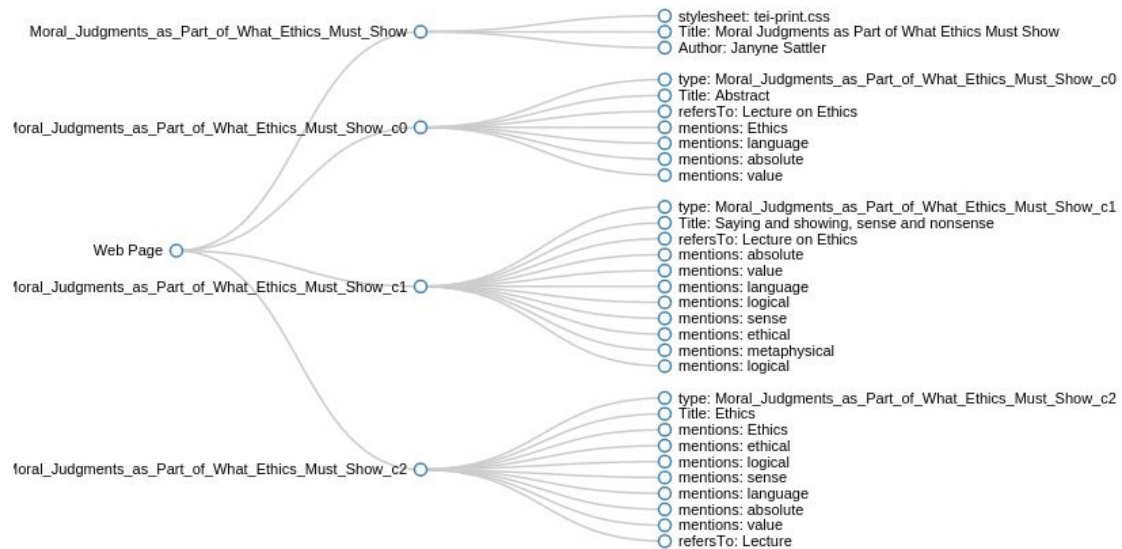 Moral_Judgments_as_Part_of_What_Ethics_Must_Show
stylesheet: tei-print.css
Title: Moral Judgments as Part of What Ethics Must Show
Author: Janyne Sattler
oral_Judgments_as_Part_of_What_Ethics_Must_Show_c0
type: Moral_Judgments_as_Part_of_What_Ethics_Must_Show_c0
Title: Abstract
refersTo: Lecture on Ethics
mentions: Ethics
mentions: language
mentions: absolute
mentions: value
Web Page
oral_Judgments_as_Part_of_What_Ethics_Must_Show_c1
type: Moral_Judgments_as_Part_of_What_Ethics_Must_Show_c1
Title: Saying and showing, sense and nonsense
refersTo: Lecture on Ethics
mentions: absolute
mentions: value
mentions: language
mentions: logical
mentions: sense
mentions: ethical
mentions: metaphysical
mentions: logical
oral_Judgments_as_Part_of_What_Ethics_Must_Show_c2
type: Moral_Judgments_as_Part_of_What_Ethics_Must_Show_c2
Title: Ethics
mentions: Ethics
mentions: ethical
mentions: logical
mentions: sense
mentions: language
mentions: absolute
mentions: value
refersTo: Lecture